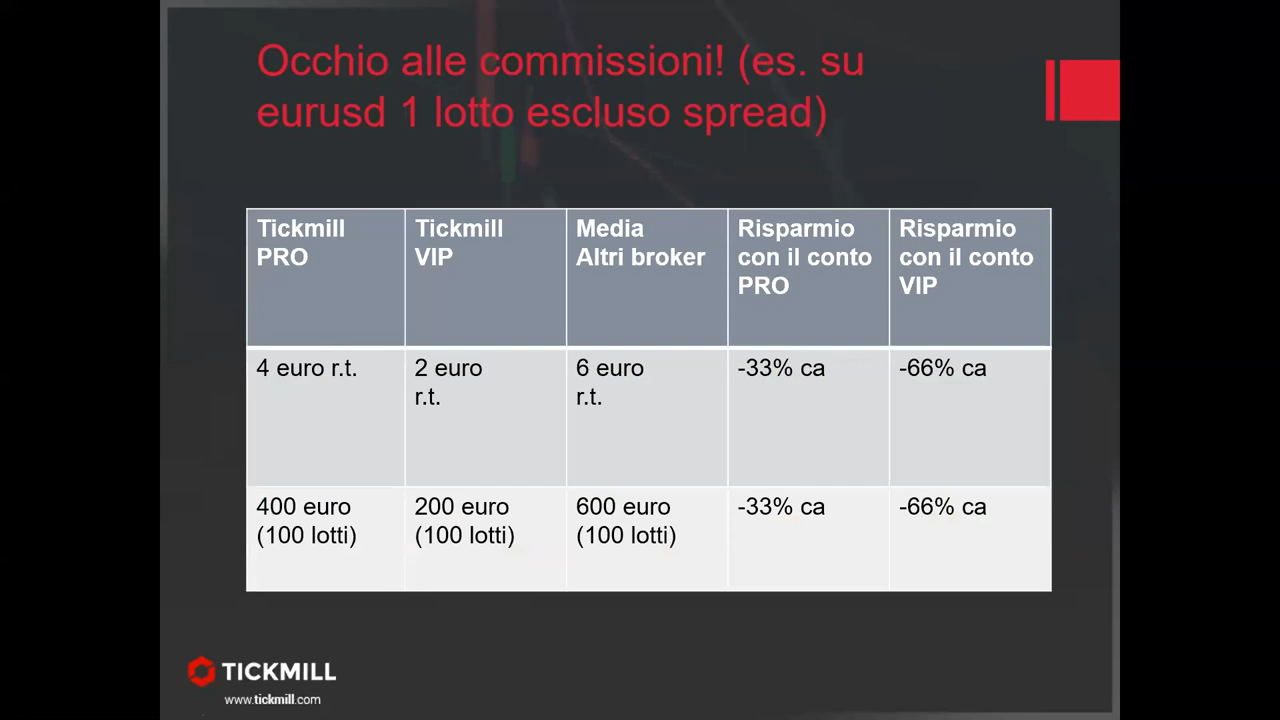 Occhio alle commissioni! (es. su
eurusd 1 lotto escluso spread)
Tickmill
PRO
Tickmill
VIP
Media
Altri broker
Risparmio
con il conto
PRO
Risparmio
con il conto
VIP
4 euro r.t.
2 euro
r.t.
6 euro
r.t.
-33% ca
-66% ca
400 euro
(100 lotti)
200 euro
(100 lotti)
600 euro
(100 lotti)
-33% ca
-66% ca
TICKMILL
www.tickmill.com